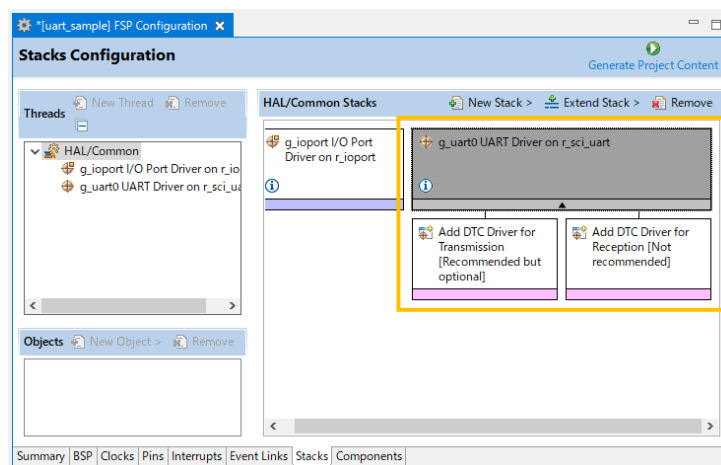 *[uart_sample] FSP Configuration
Stacks Configuration
Generate Project Content
Threads
New Thread
Remove
HAL/Common
g_ioport I/O Port Driver on r_io
g_uart0 UART Driver on r_sci_ua
Objects
New Object >
Remove
HAL/Common Stacks
New Stack >
Extend Stack >
Remove
g_ioport I/O Port
Driver on r_ioport
g_uart0 UART Driver on r_sci_uart
Add DTC Driver for
Transmission
[Recommended but
optional]
Add DTC Driver for
Reception [Not
recommended]
Summary BSP Clocks Pins Interrupts Event Links Stacks Components